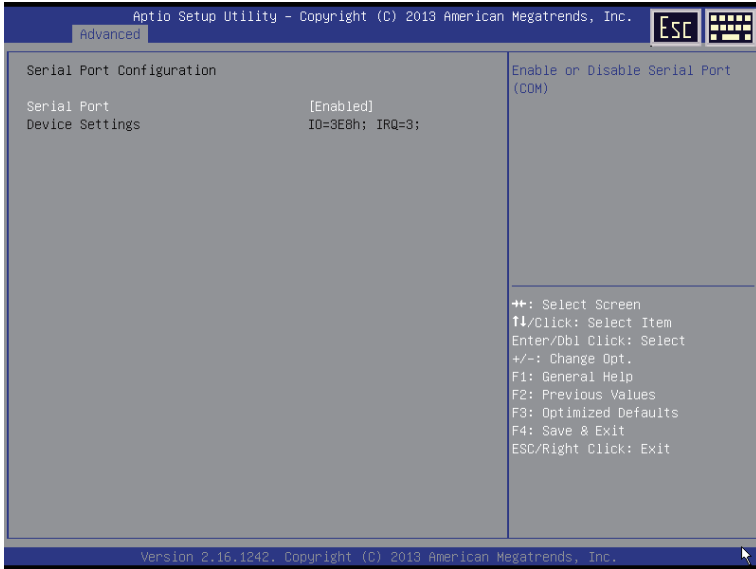 Aptio Setup Utility – Copyright (C) 2013 American Megatrends, Inc.
Esc
Advanced
Serial Port Configuration
Serial Port [Enabled]
Device Settings IO=3E8h; IRQ=3;
Enable or Disable Serial Port
(COM)
→←: Select Screen
↑↓/Click: Select Item
Enter/Dbl Click: Select
+/-: Change Opt.
F1: General Help
F2: Previous Values
F3: Optimized Defaults
F4: Save & Exit
ESC/Right Click: Exit
Version 2.16.1242. Copyright (C) 2013 American Megatrends, Inc.